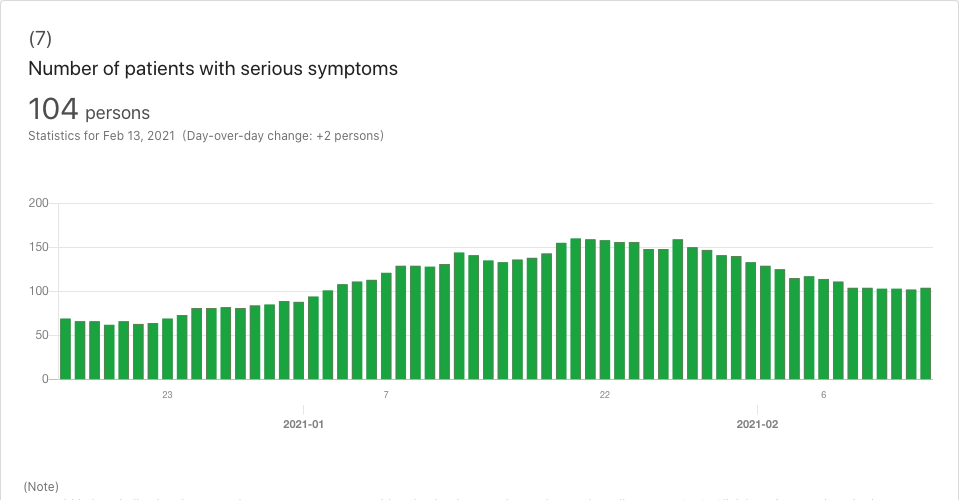 (7)
Number of patients with serious symptoms
104 persons
Statistics for Feb 13, 2021 (Day-over-day change: +2 persons)
200
150
100
50
0
23 7 22 6
2021-01 2021-02
(Note)